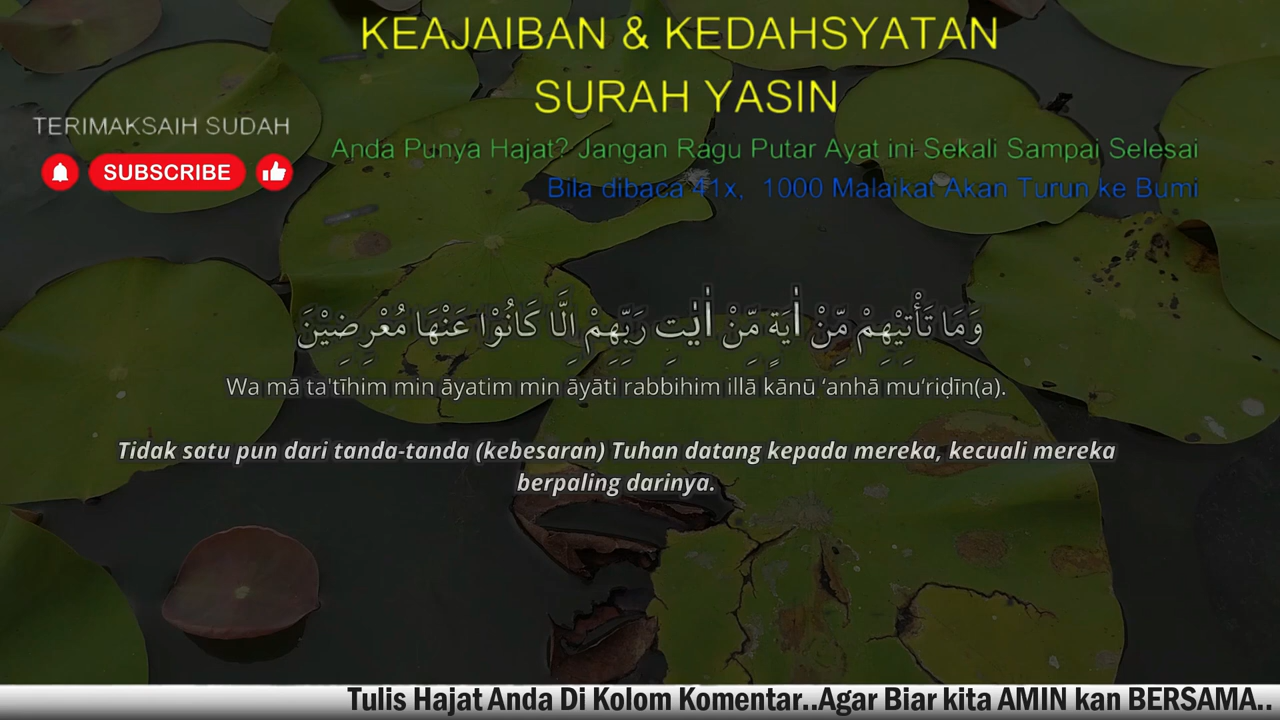 KEAJAIBAN & KEDAHSYATAN
SURAH YASIN
TERIMAKSAIH SUDAH
SUBSCRIBE
Anda Punya Hajat? Jangan Ragu Putar Ayat ini Sekali Sampai Selesai
Bila dibaca 41x, 1000 Malaikat Akan Turun ke Bumi
وَمَا تَأْتِيْهِمْ مِّنْ اٰيَةٍ مِّنْ اٰيٰتِ رَبِّهِمْ اِلَّا كَانُوْا عَنْهَا مُعْرِضِيْنَ
Wa mā ta'tīhim min āyatim min āyāti rabbihim illā kānū ‘anhā mu‘riḍīn(a).
Tidak satu pun dari tanda-tanda (kebesaran) Tuhan datang kepada mereka, kecuali mereka
berpaling darinya.
Tulis Hajat Anda Di Kolom Komentar..Agar Biar kita AMIN kan BERSAMA..